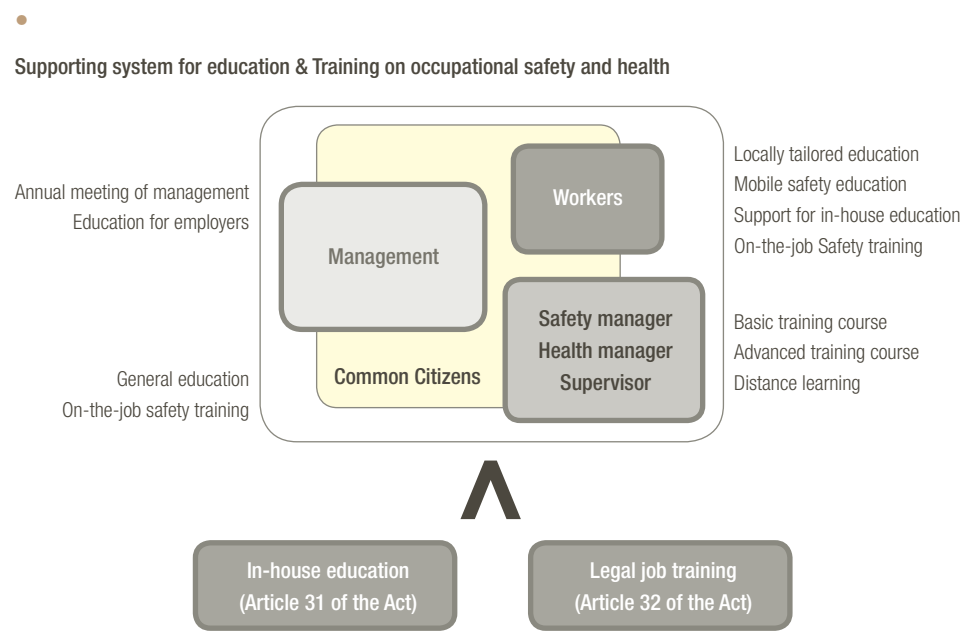 Supporting system for education & Training on occupational safety and health
Annual meeting of management
Education for employers
Management
Workers
Locally tailored education
Mobile safety education
Support for in-house education
On-the-job Safety training
General education
On-the-job safety training
Common Citizens
Safety manager
Health manager
Supervisor
Basic training course
Advanced training course
Distance learning
In-house education
(Article 31 of the Act)
Legal job training
(Article 32 of the Act)